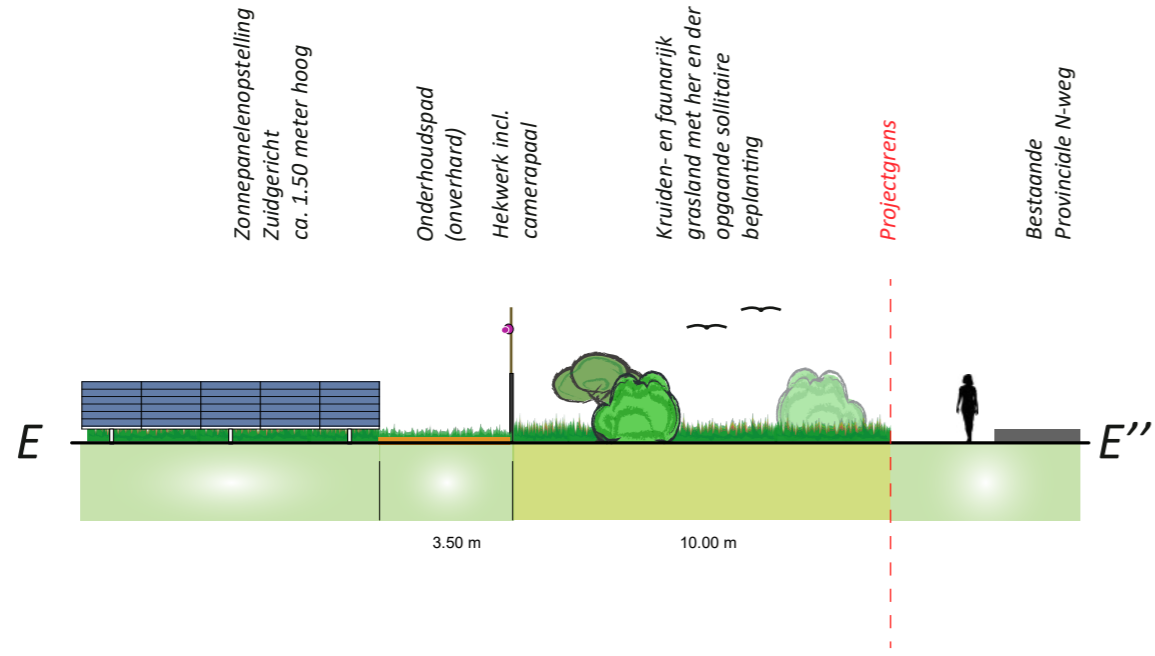 Zonnepanelenopstelling
Zuidgericht
ca. 1.50 meter hoog
Onderhoudspad
(onverhard)
Hekwerk incl.
camerapaal
Kruiden- en faunarijk
grasland met her en der
opgaande sollitaire
beplanting
Projectgrens
Bestaande
Provinciale N-weg
E
E’’
3.50 m
10.00 m